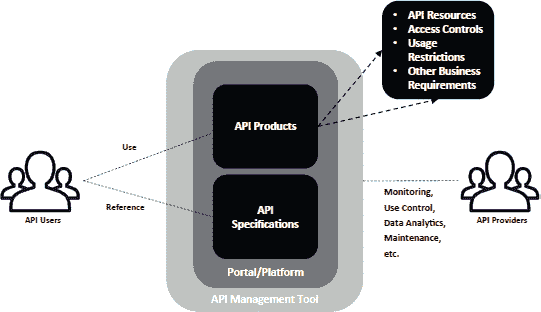 • API Resources
• Access Controls
• Usage
Restrictions
• Other Business
Requirements
API Products
Use
API Users
Reference
API
Specifications
Monitoring,
Use Control,
Data Analytics,
Maintenance,
etc.
API Providers
Portal/Platform
API Management Tool